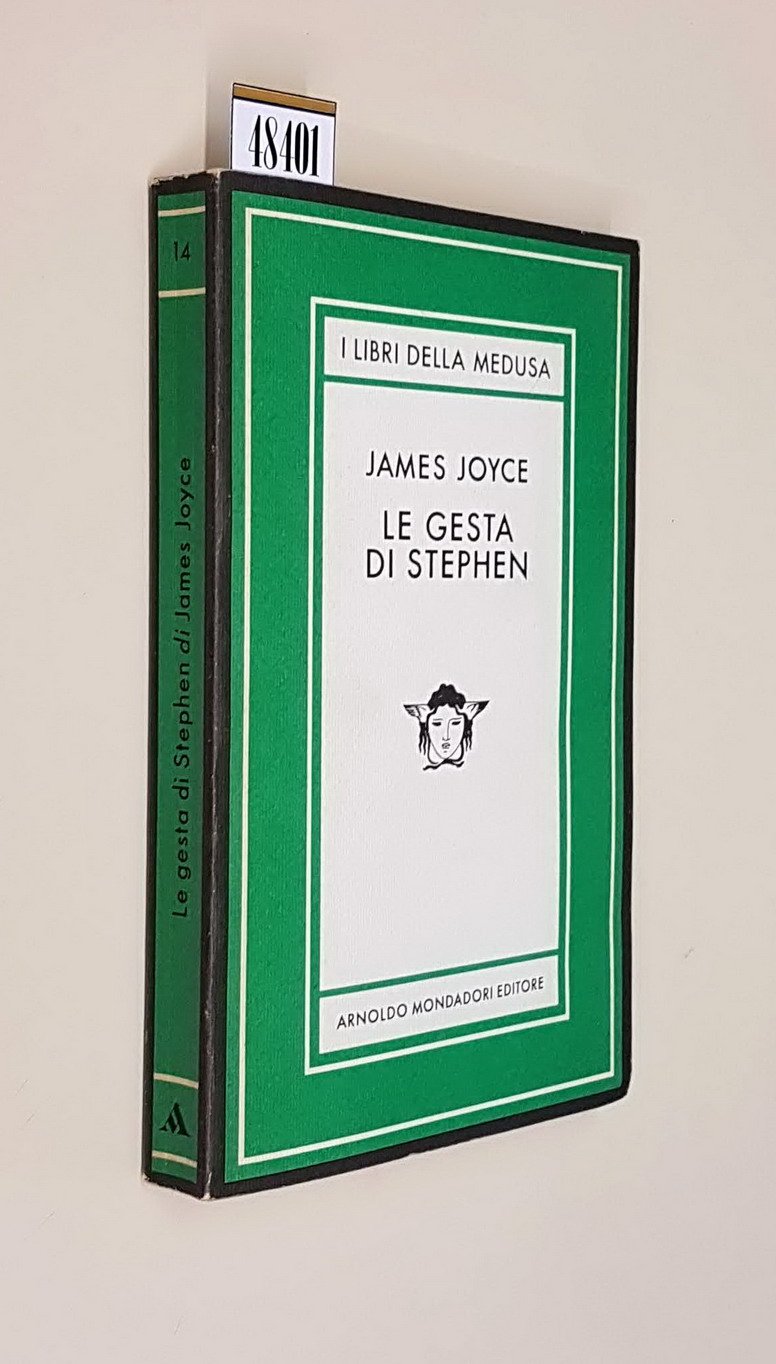 48401
14
Le gesta di Stephen di James Joyce
I LIBRI DELLA MEDUSA
JAMES JOYCE
LE GESTA
DI STEPHEN
ARNOLDO MONDADORI EDITORE